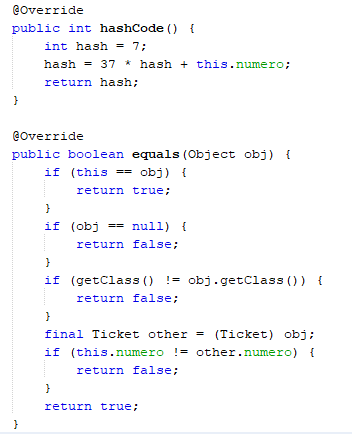 @Override
public int hashCode() {
    int hash = 7;
    hash = 37 * hash + this.numero;
    return hash;
}

@Override
public boolean equals(Object obj) {
    if (this == obj) {
        return true;
    }
    if (obj == null) {
        return false;
    }
    if (getClass() != obj.getClass()) {
        return false;
    }
    final Ticket other = (Ticket) obj;
    if (this.numero != other.numero) {
        return false;
    }
    return true;
}